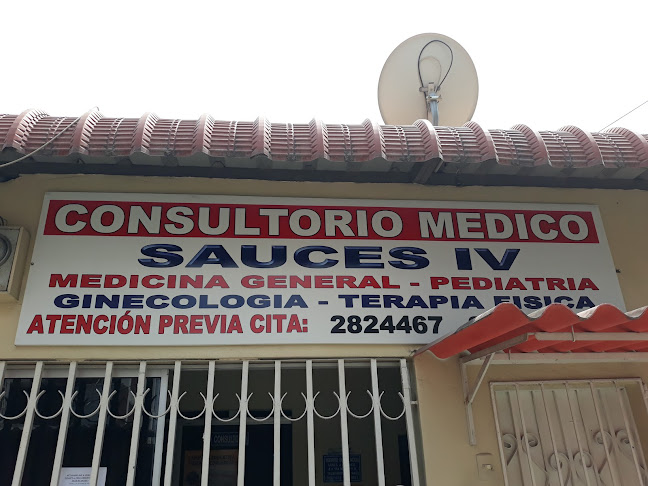 CONSULTORIO MEDICO
SAUCES IV
MEDICINA GENERAL - PEDIATRIA
GINECOLOGIA - TERAPIA FISICA
ATENCIÓN PREVIA CITA: 2824467